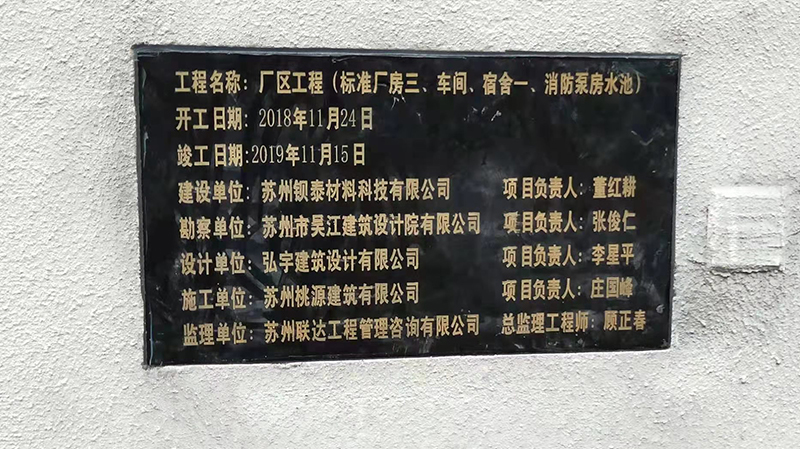 工程名称：厂区工程（标准厂房三、车间、宿舍一、消防泵房水池）
开工日期：2018年11月24日
竣工日期:2019年11月15日
建设单位：苏州钡泰材料科技有限公司 项目负责人：董红耕
勘察单位：苏州市吴江建筑设计院有限公司 项目负责人：张俊仁
设计单位：弘宇建筑设计有限公司 项目负责人：李星平
施工单位：苏州桃源建筑有限公司 项目负责人：庄国峰
监理单位：苏州联达工程管理咨询有限公司 总监理工程师：顾正春